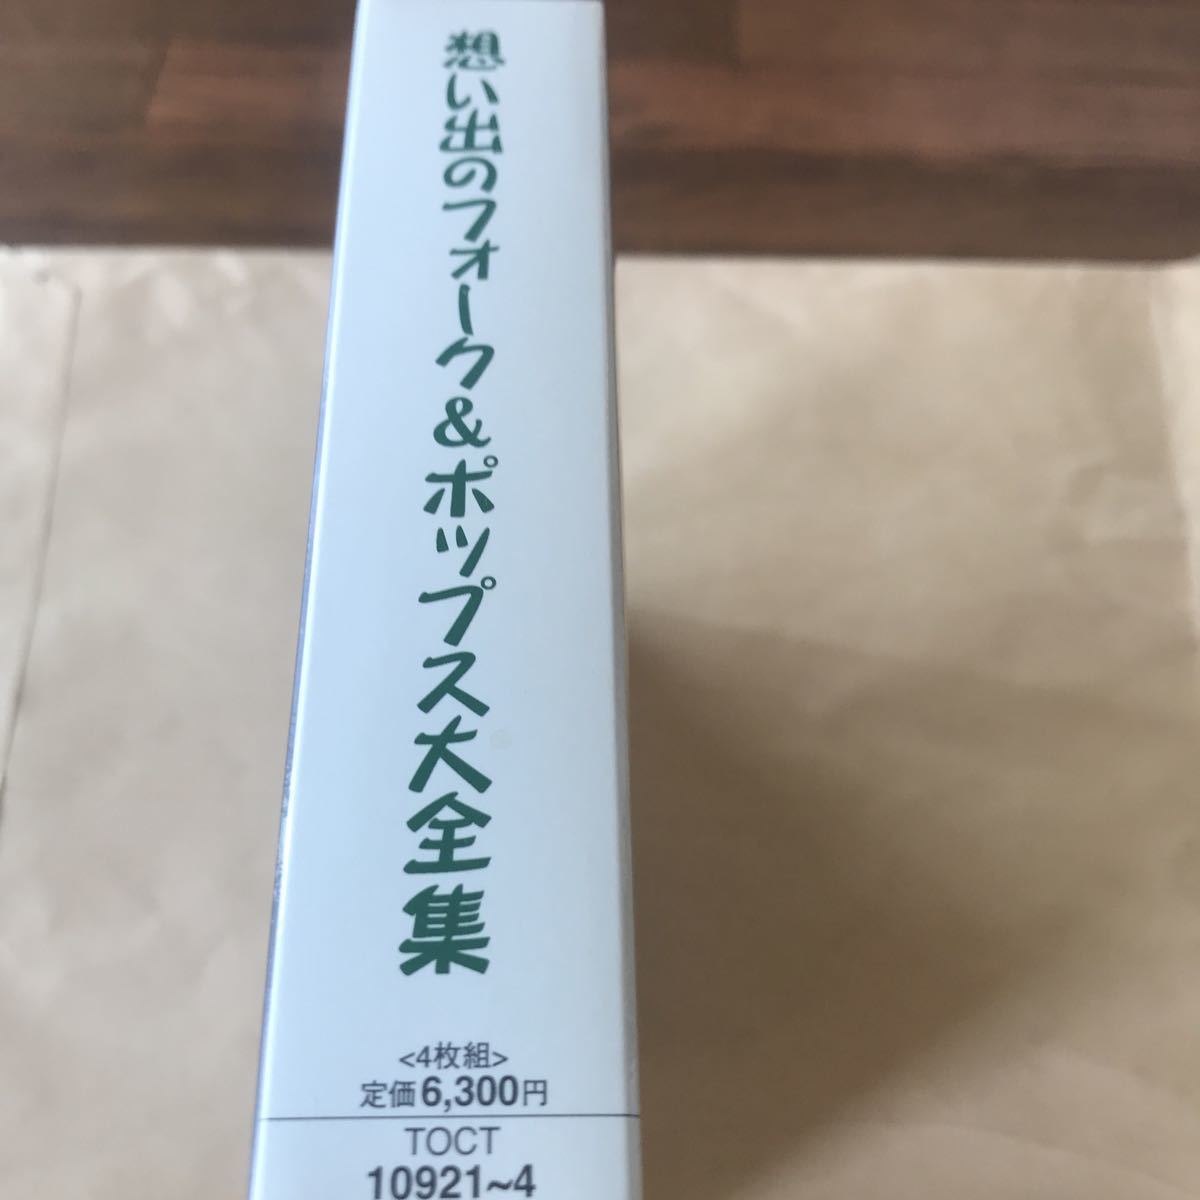 想い出のフォーク&ポップス大全集
<4枚組>
定価6,300円
TOCT
10921~4